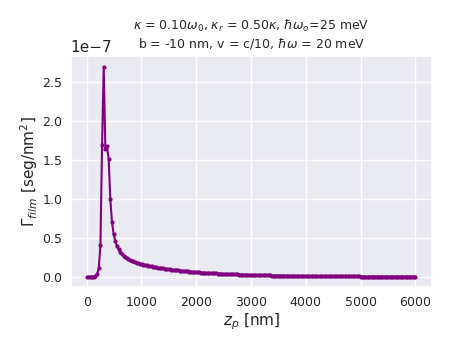 κ = 0.10ω₀, κᵣ = 0.50κ, ħωₒ=25 meV
b = -10 nm, v = c/10, ħω = 20 meV
1e−7
2.5
2.0
1.5
1.0
0.5
0.0
Γ_film [seg/nm²]
0 1000 2000 3000 4000 5000 6000
z_p [nm]